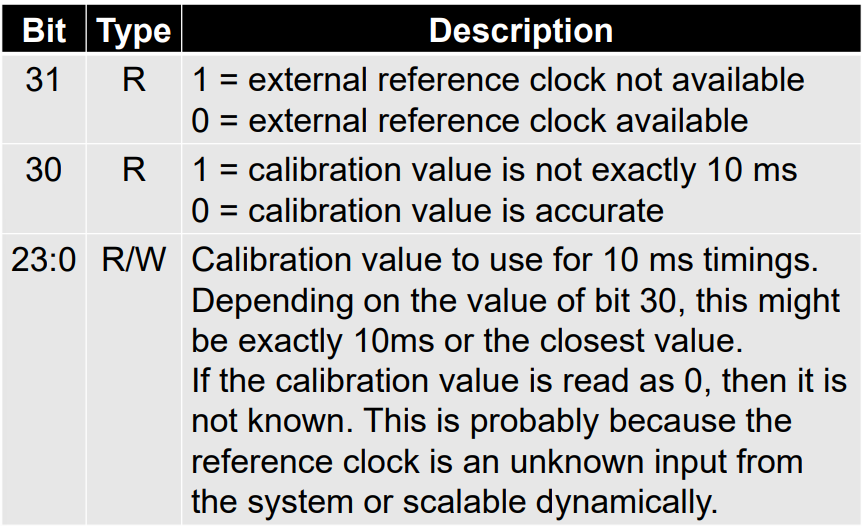 Bit Type Description
31 R 1 = external reference clock not available
0 = external reference clock available
30 R 1 = calibration value is not exactly 10 ms
0 = calibration value is accurate
23:0 R/W Calibration value to use for 10 ms timings.
Depending on the value of bit 30, this might
be exactly 10ms or the closest value.
If the calibration value is read as 0, then it is
not known. This is probably because the
reference clock is an unknown input from
the system or scalable dynamically.